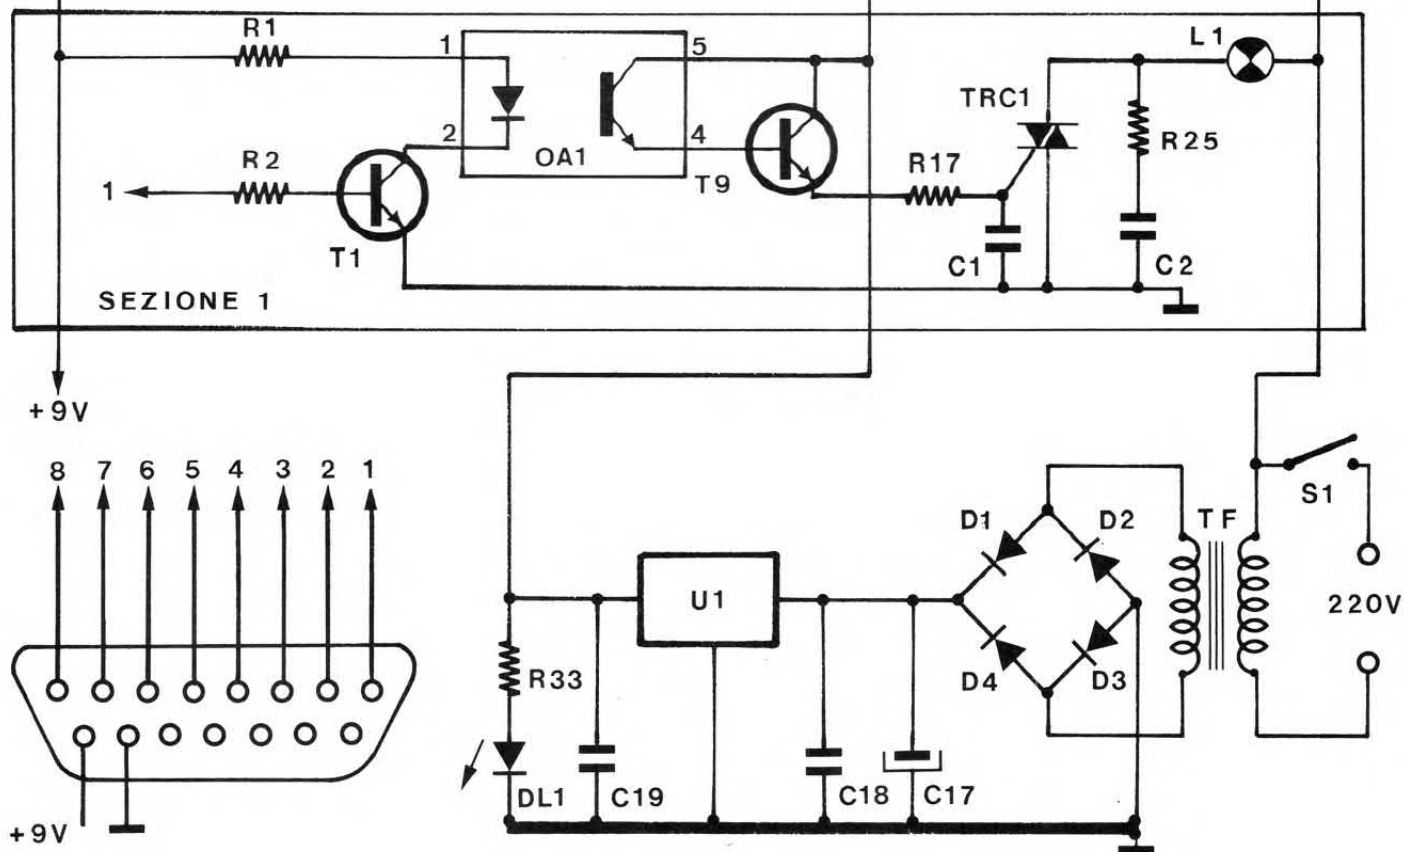 R1
1
5
L1
TRC1
2
4
OA1
R25
R2
R17
T9
1
T1
C1
C2
SEZIONE 1
+9V
8 7 6 5 4 3 2 1
S1
D1
D2
TF
U1
220V
R33
D4
D3
DL1
C19
C18
C17
+9V